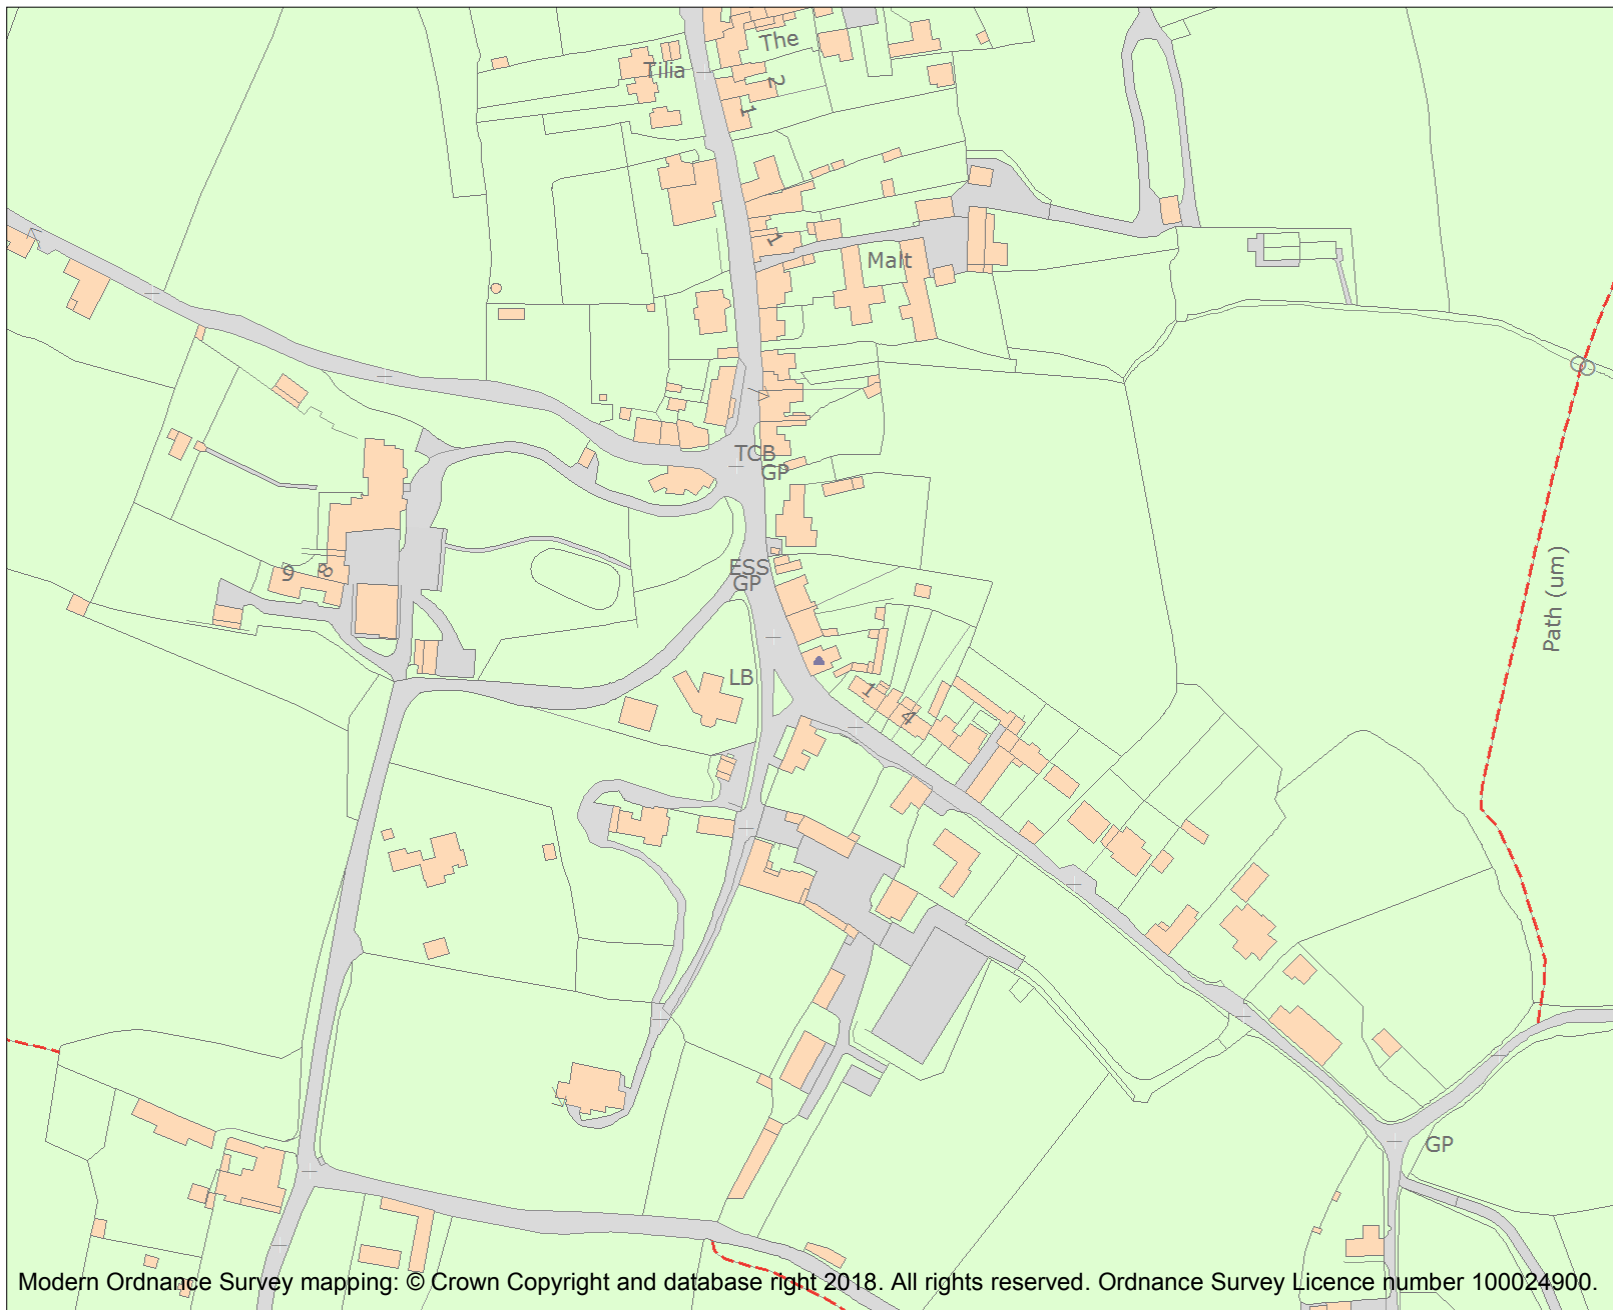 The
Tilia
2
1
1
Malt
TCB
GP
ESS
GP
9
8
Path (um)
LB
1
4
GP
Modern Ordnance Survey mapping: © Crown Copyright and database right 2018. All rights reserved. Ordnance Survey Licence number 100024900.